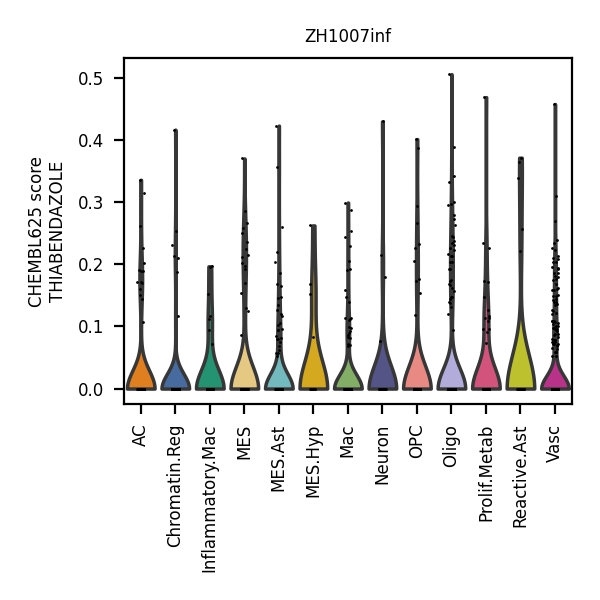 ZH1007inf
CHEMBL625 score
THIABENDAZOLE
0.5
0.4
0.3
0.2
0.1
0.0
AC
Chromatin.Reg
Inflammatory.Mac
MES
MES.Ast
MES.Hyp
Mac
Neuron
OPC
Oligo
Prolif.Metab
Reactive.Ast
Vasc